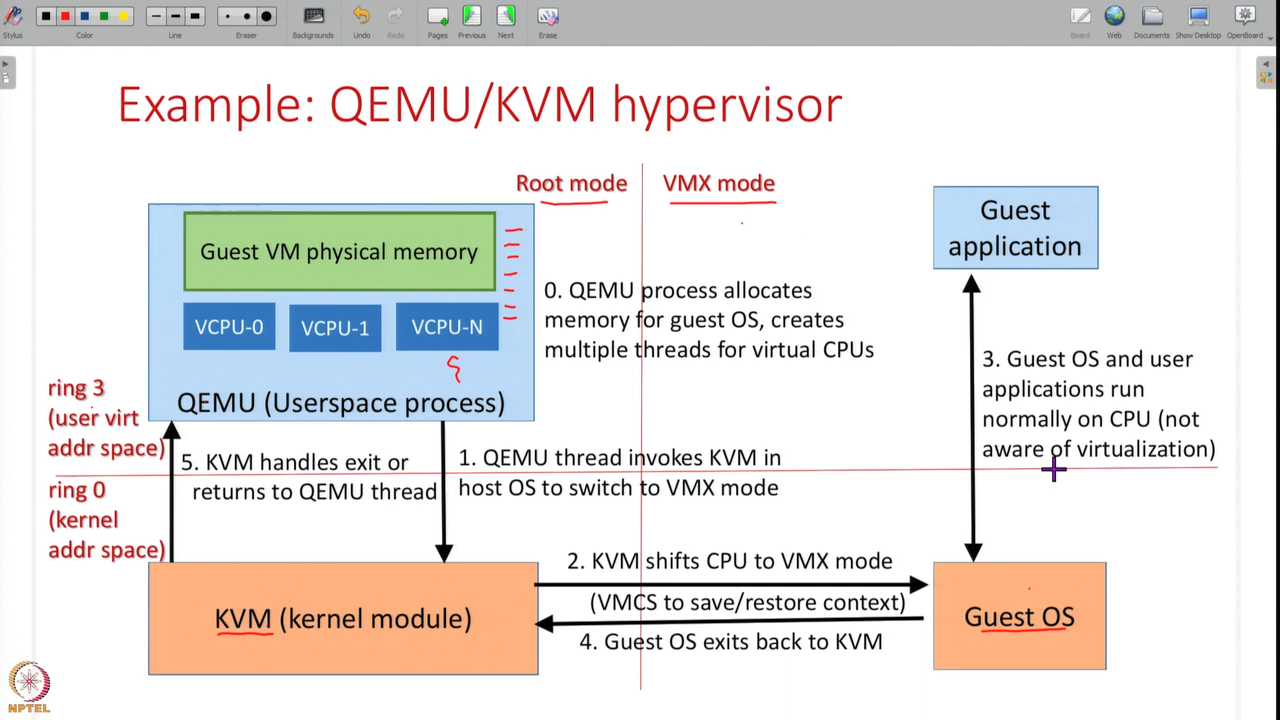 Stylus
Color
Line
Eraser
Backgrounds
Undo
Redo
Pages
Previous
Next
Erase
Board
Web
Documents
Show Desktop
OpenBoard
Example: QEMU/KVM hypervisor
Root mode
VMX mode
Guest VM physical memory
VCPU-0
VCPU-1
VCPU-N
QEMU (Userspace process)
0. QEMU process allocates
memory for guest OS, creates
multiple threads for virtual CPUs
Guest
application
3. Guest OS and user
applications run
normally on CPU (not
aware of virtualization)
ring 3
(user virt
addr space)
ring 0
(kernel
addr space)
5. KVM handles exit or
returns to QEMU thread
1. QEMU thread invokes KVM in
host OS to switch to VMX mode
2. KVM shifts CPU to VMX mode
(VMCS to save/restore context)
4. Guest OS exits back to KVM
KVM (kernel module)
Guest OS
NPTEL